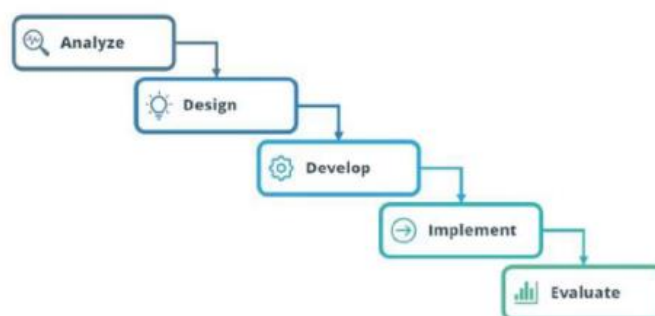 Analyze
Design
Develop
Implement
Evaluate